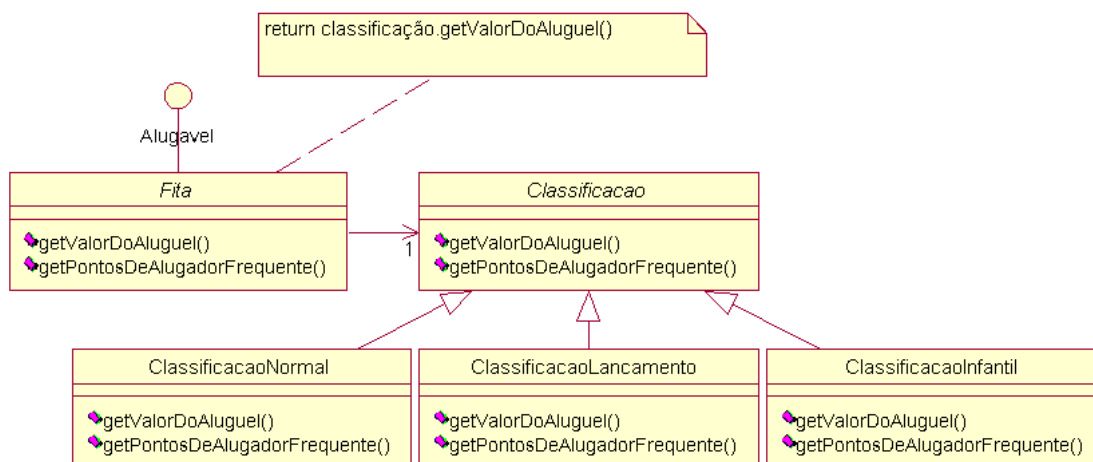 return classificação.getValorDoAluguel()
Alugavel
Fita
getValorDoAluguel()
getPontosDeAlugadorFrequente()
1
Classificacao
getValorDoAluguel()
getPontosDeAlugadorFrequente()
ClassificacaoNormal
getValorDoAluguel()
getPontosDeAlugadorFrequente()
ClassificacaoLancamento
getValorDoAluguel()
getPontosDeAlugadorFrequente()
ClassificacaoInfantil
getValorDoAluguel()
getPontosDeAlugadorFrequente()